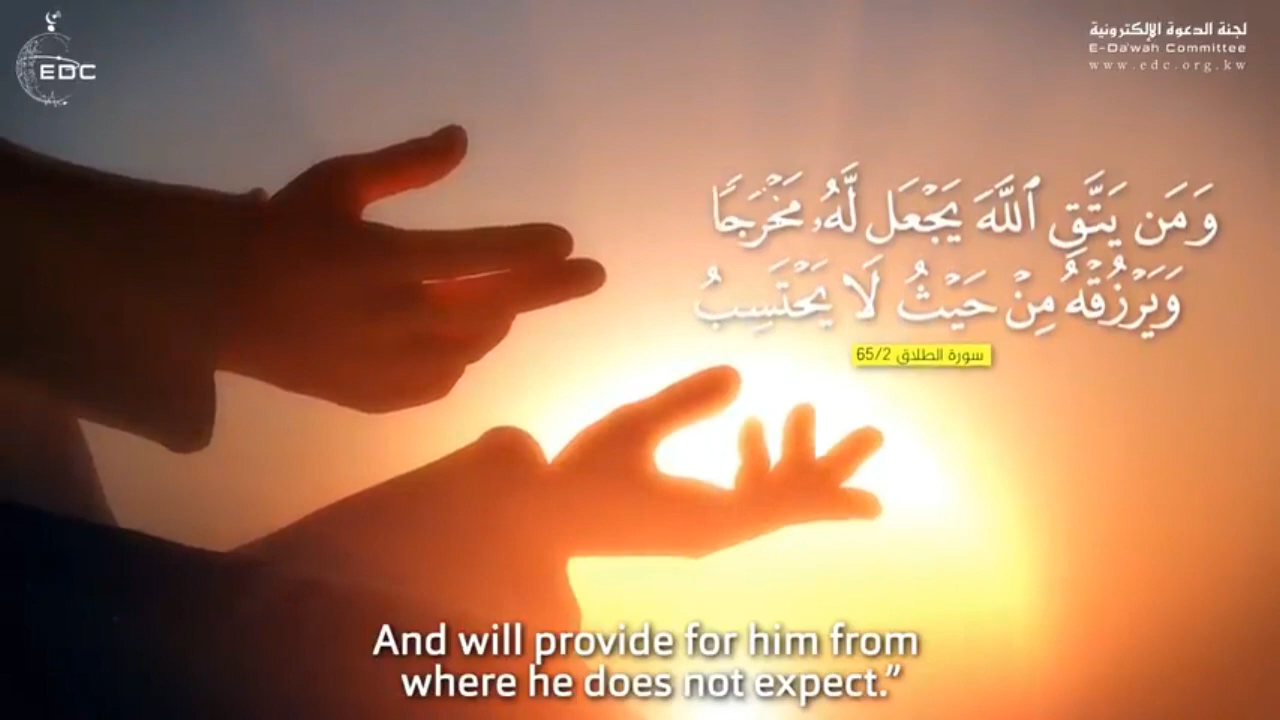 EDC
لجنة الدعوة الإلكترونية
E-Da'wah Committee
www.edc.org.kw
وَمَن يَتَّقِ ٱللَّهَ يَجْعَل لَّهُۥ مَخْرَجًا
وَيَرْزُقْهُ مِنْ حَيْثُ لَا يَحْتَسِبُ
سورة الطلاق 65/2
And will provide for him from
where he does not expect.”